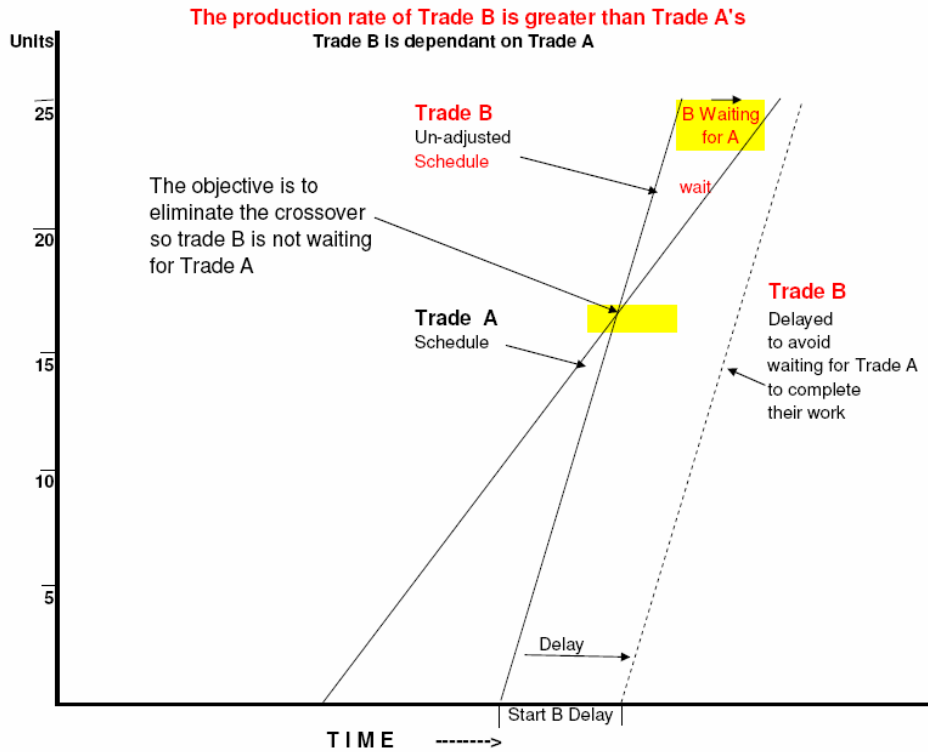 The production rate of Trade B is greater than Trade A's
Units
Trade B is dependant on Trade A
25
20
15
10
5
Trade B
Un-adjusted
Schedule
B Waiting
for A
wait
The objective is to
eliminate the crossover
so trade B is not waiting
for Trade A
Trade A
Schedule
Trade B
Delayed
to avoid
waiting for Trade A
to complete
their work
Delay
Start B Delay
TIME -------->